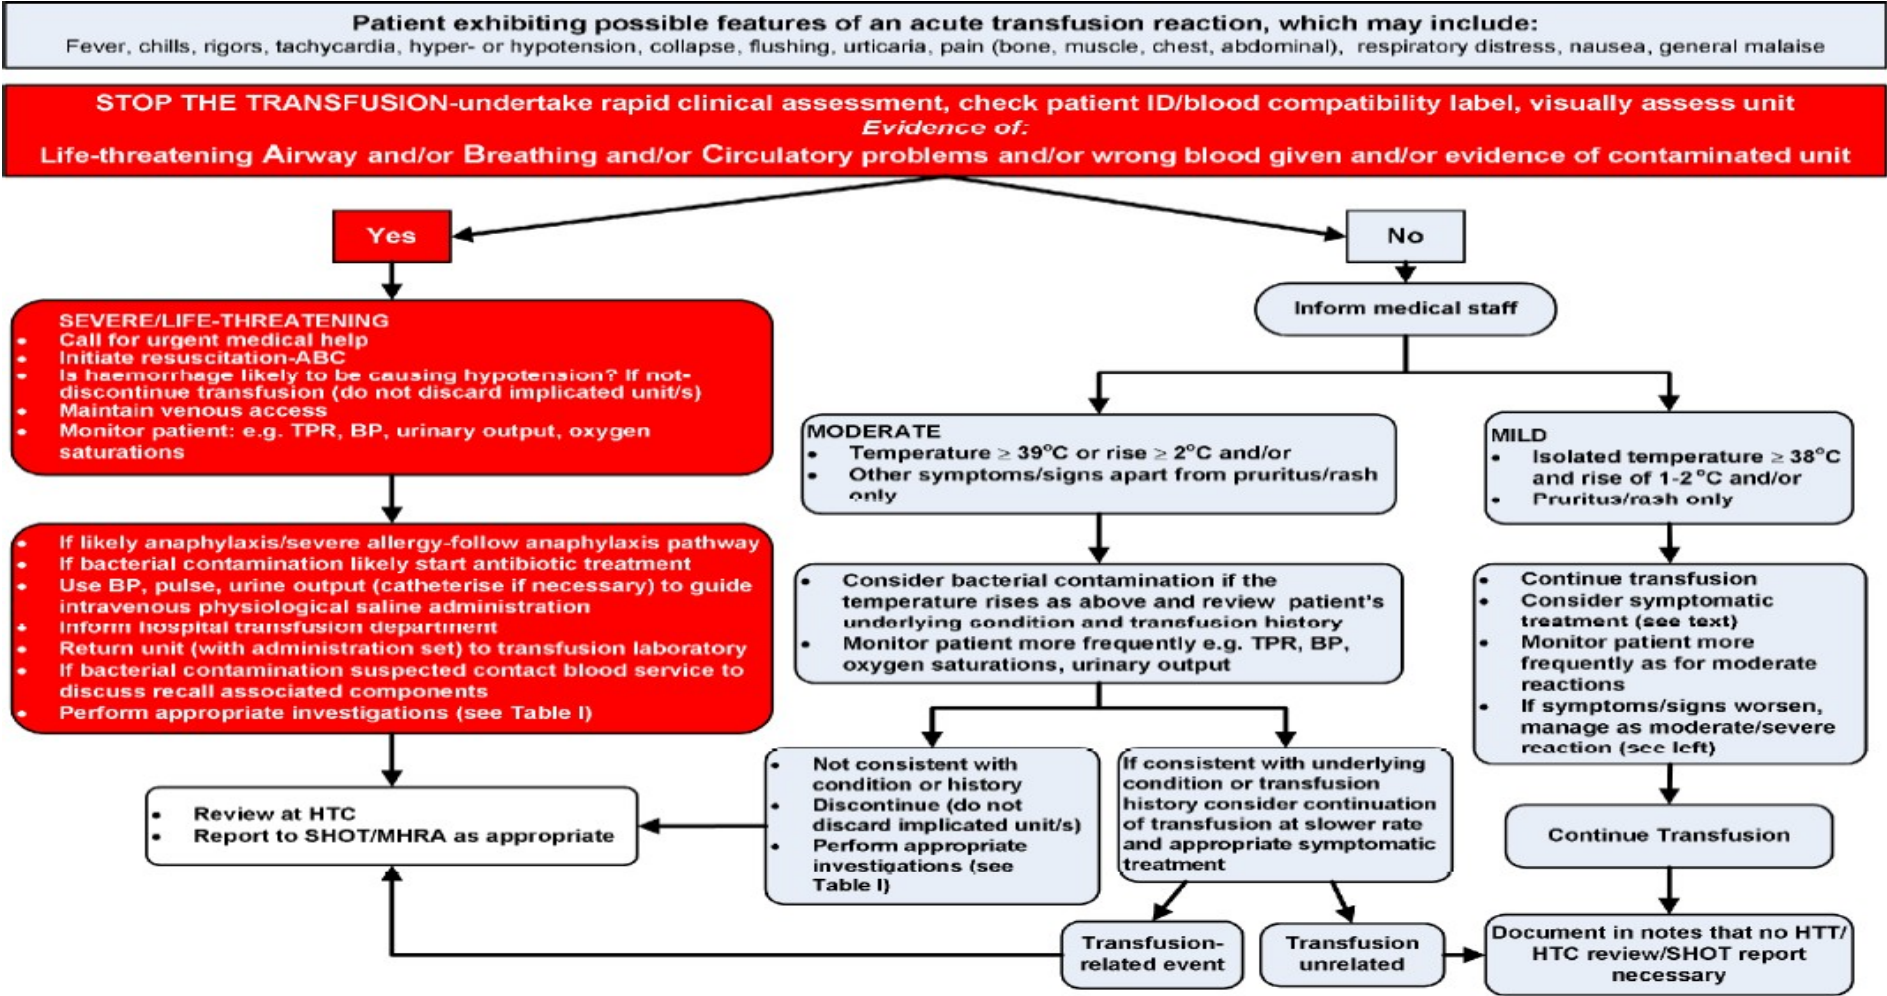 Patient exhibiting possible features of an acute transfusion reaction, which may include:
Fever, chills, rigors, tachycardia, hyper- or hypotension, collapse, flushing, urticaria, pain (bone, muscle, chest, abdominal), respiratory distress, nausea, general malaise
STOP THE TRANSFUSION-undertake rapid clinical assessment, check patient ID/blood compatibility label, visually assess unit
Evidence of:
Life-threatening Airway and/or Breathing and/or Circulatory problems and/or wrong blood given and/or evidence of contaminated unit
Yes
No
SEVERE/LIFE-THREATENING
• Call for urgent medical help
• Initiate resuscitation-ABC
• Is haemorrhage likely to be causing hypotension? If not-
discontinue transfusion (do not discard implicated unit/s)
• Maintain venous access
• Monitor patient: e.g. TPR, BP, urinary output, oxygen
saturations
• If likely anaphylaxis/severe allergy-follow anaphylaxis pathway
• If bacterial contamination likely start antibiotic treatment
• Use BP, pulse, urine output (catheterise if necessary) to guide
intravenous physiological saline administration
• Inform hospital transfusion department
• Return unit (with administration set) to transfusion laboratory
• If bacterial contamination suspected contact blood service to
discuss recall associated components
• Perform appropriate investigations (see Table I)
• Review at HTC
• Report to SHOT/MHRA as appropriate
Inform medical staff
MODERATE
• Temperature ≥ 39°C or rise ≥ 2°C and/or
• Other symptoms/signs apart from pruritus/rash
only
• Consider bacterial contamination if the
temperature rises as above and review patient's
underlying condition and transfusion history
• Monitor patient more frequently e.g. TPR, BP,
oxygen saturations, urinary output
• Not consistent with
condition or history
• Discontinue (do not
discard implicated unit/s)
• Perform appropriate
investigations (see
Table I)
If consistent with underlying
condition or transfusion
history consider continuation
of transfusion at slower rate
and appropriate symptomatic
treatment
Transfusion-
related event
Transfusion
unrelated
MILD
• Isolated temperature ≥ 38°C
and rise of 1-2°C and/or
• Pruritus/rash only
• Continue transfusion
• Consider symptomatic
treatment (see text)
• Monitor patient more
frequently as for moderate
reactions
• If symptoms/signs worsen,
manage as moderate/severe
reaction (see left)
Continue Transfusion
Document in notes that no HTT/
HTC review/SHOT report
necessary